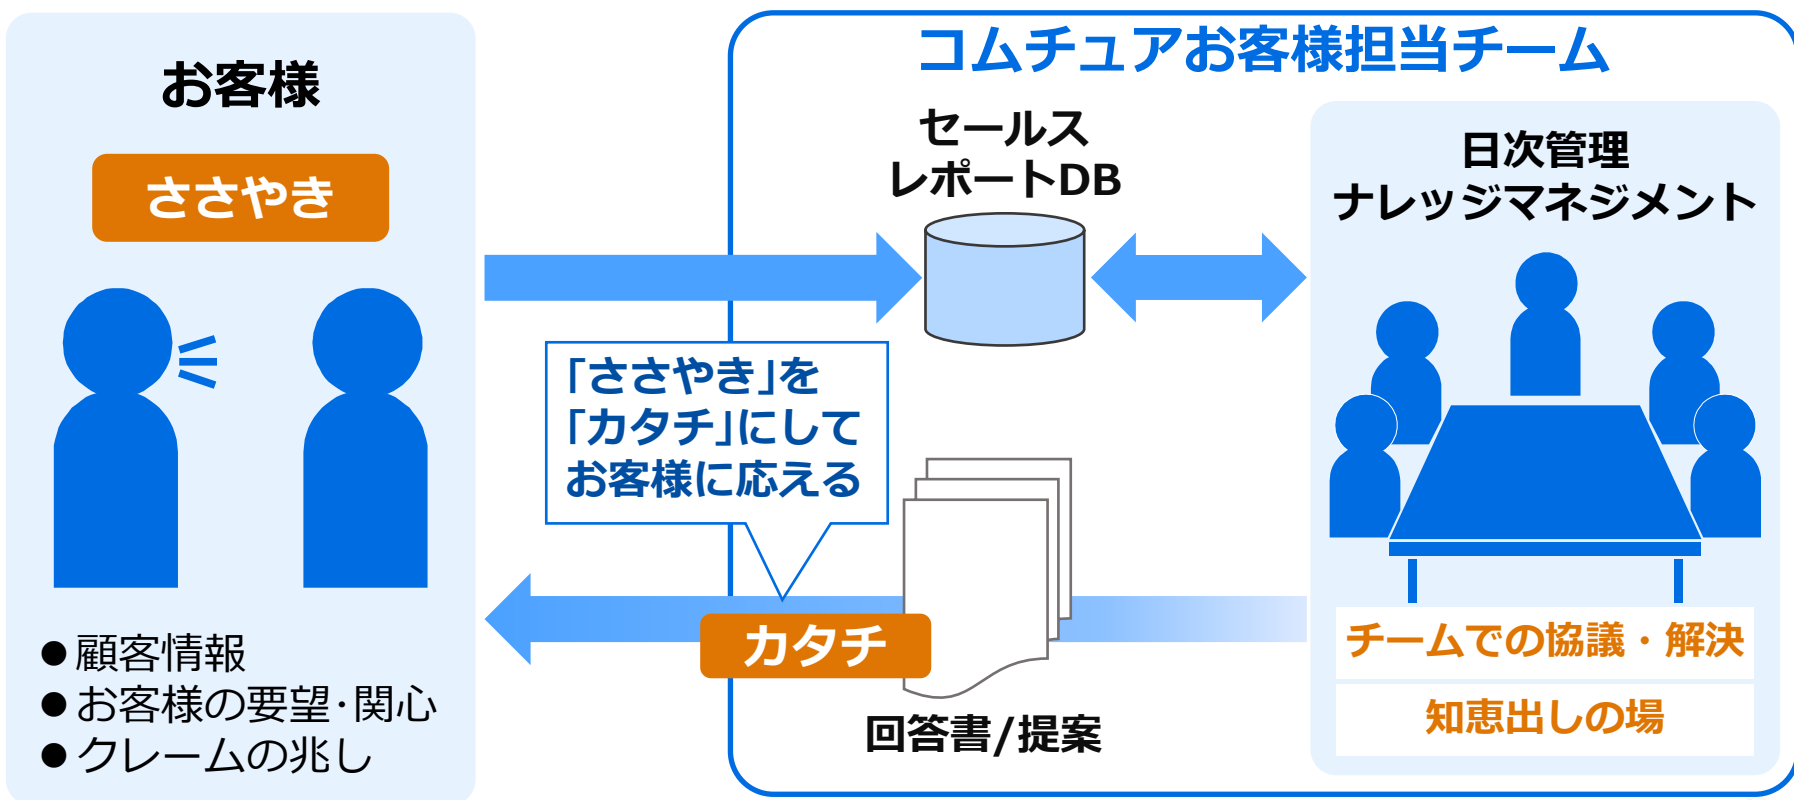 お客様
ささやき
● 顧客情報
● お客様の要望･関心
● クレームの兆し
コムチュアお客様担当チーム
セールス
レポートDB
「ささやき」を
「カタチ」にして
お客様に応える
カタチ
回答書/提案
日次管理
ナレッジマネジメント
チームでの協議・解決
知恵出しの場